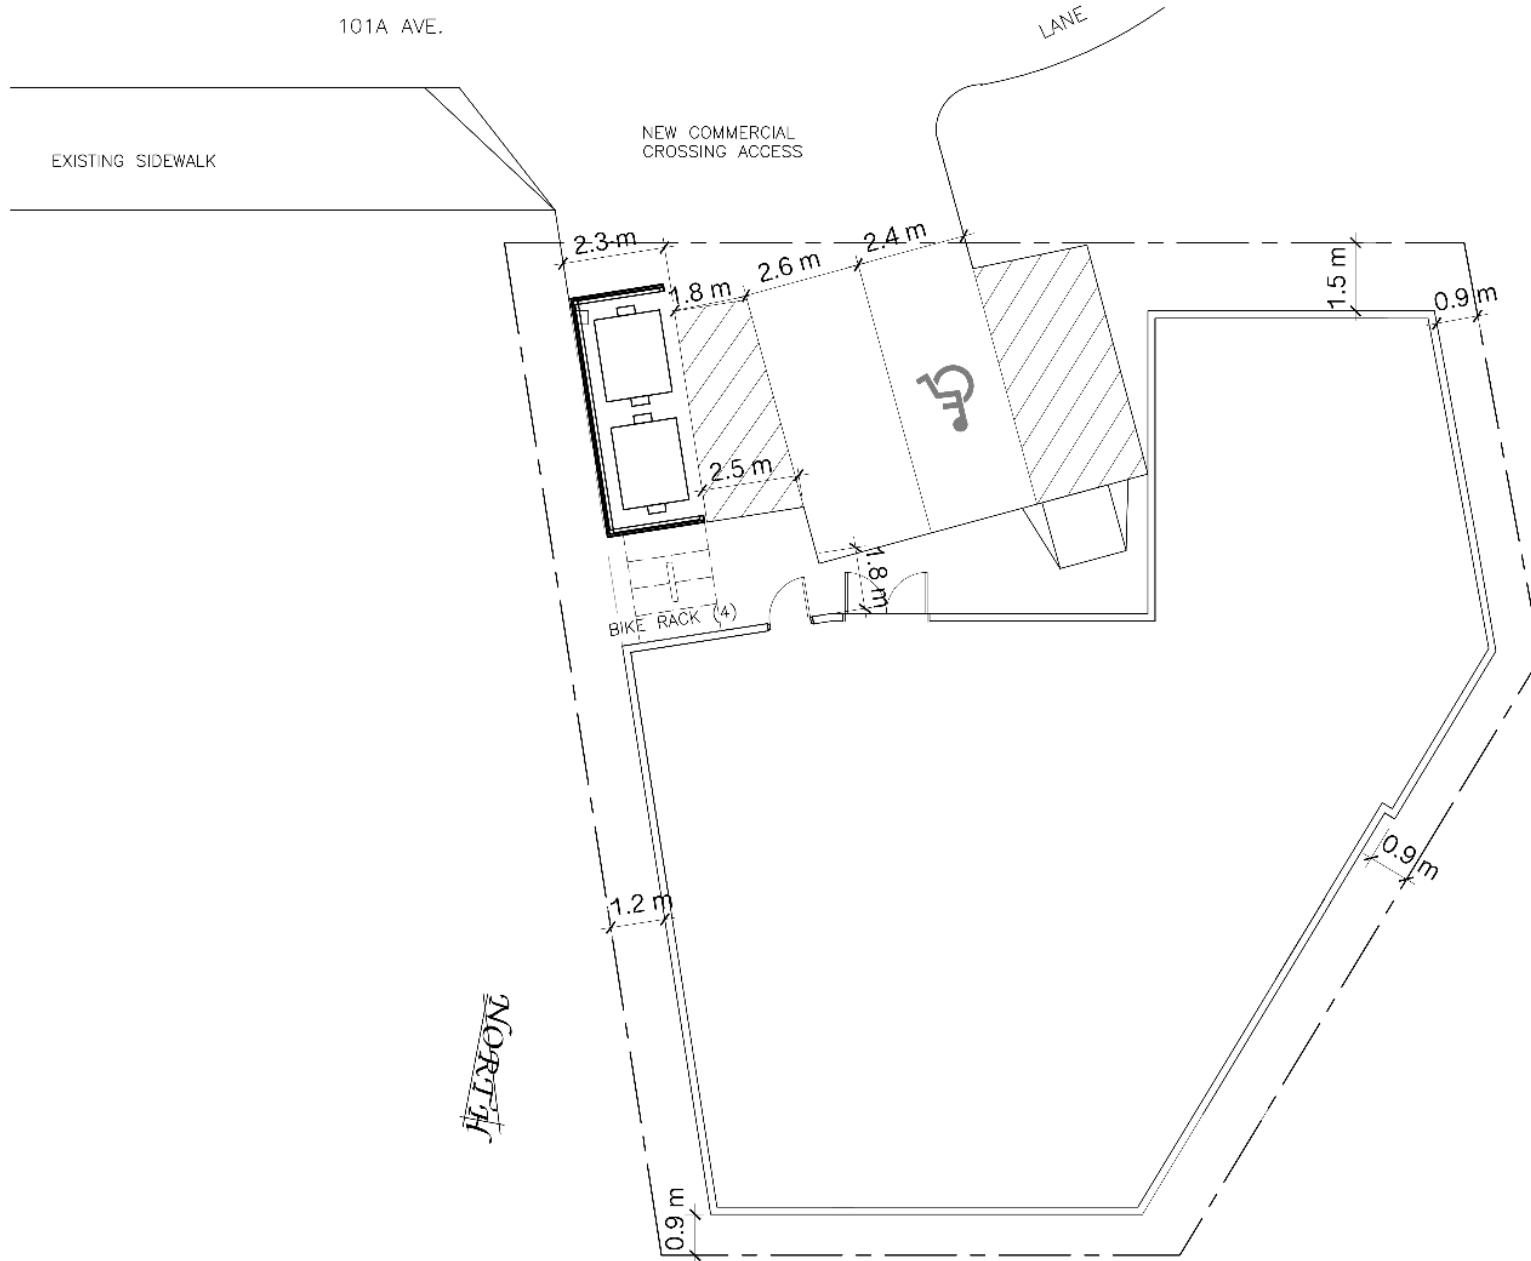 101A AVE.
LANE
NEW COMMERCIAL
CROSSING ACCESS
EXISTING SIDEWALK
2.3 m
2.4 m
2.6 m
1.8 m
1.5 m
0.9 m
2.5 m
1.8 m
BIKE RACK (4)
0.9 m
1.2 m
NORTH
0.9 m